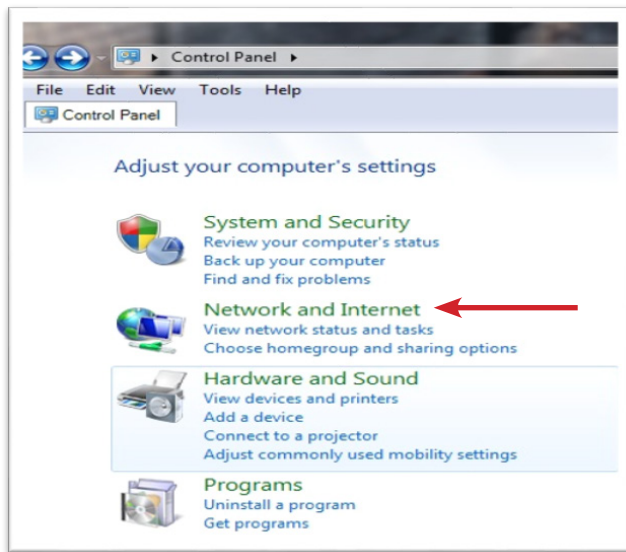 Control Panel
File Edit View Tools Help
Control Panel
Adjust your computer's settings
System and Security
Review your computer's status
Back up your computer
Find and fix problems
Network and Internet
View network status and tasks
Choose homegroup and sharing options
Hardware and Sound
View devices and printers
Add a device
Connect to a projector
Adjust commonly used mobility settings
Programs
Uninstall a program
Get programs